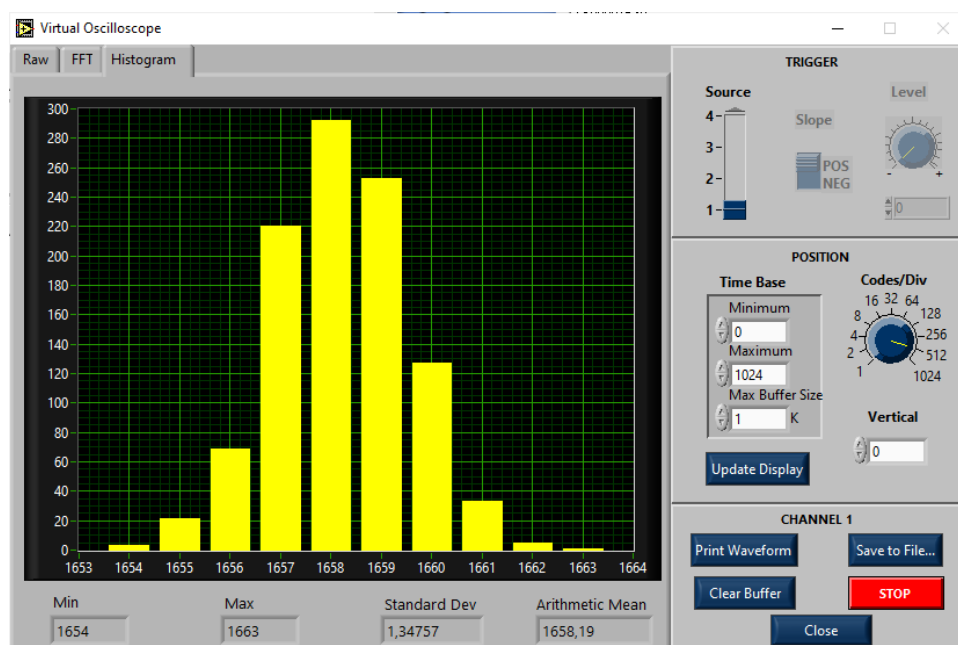 Virtual Oscilloscope
Raw FFT Histogram
300
280
260
240
220
200
180
160
140
120
100
80
60
40
20
0
1653 1654 1655 1656 1657 1658 1659 1660 1661 1662 1663 1664
Min Max Standard Dev Arithmetic Mean
1654 1663 1,34757 1658,19
TRIGGER
Source
4
3
2
1
Slope
POS
NEG
Level
- +
0
POSITION
Time Base
Minimum
0
Maximum
1024
Max Buffer Size
1 K
Update Display
Codes/Div
1 2 4 8 16 32 64 128 256 512 1024
Vertical
0
CHANNEL 1
Print Waveform Save to File...
Clear Buffer STOP
Close